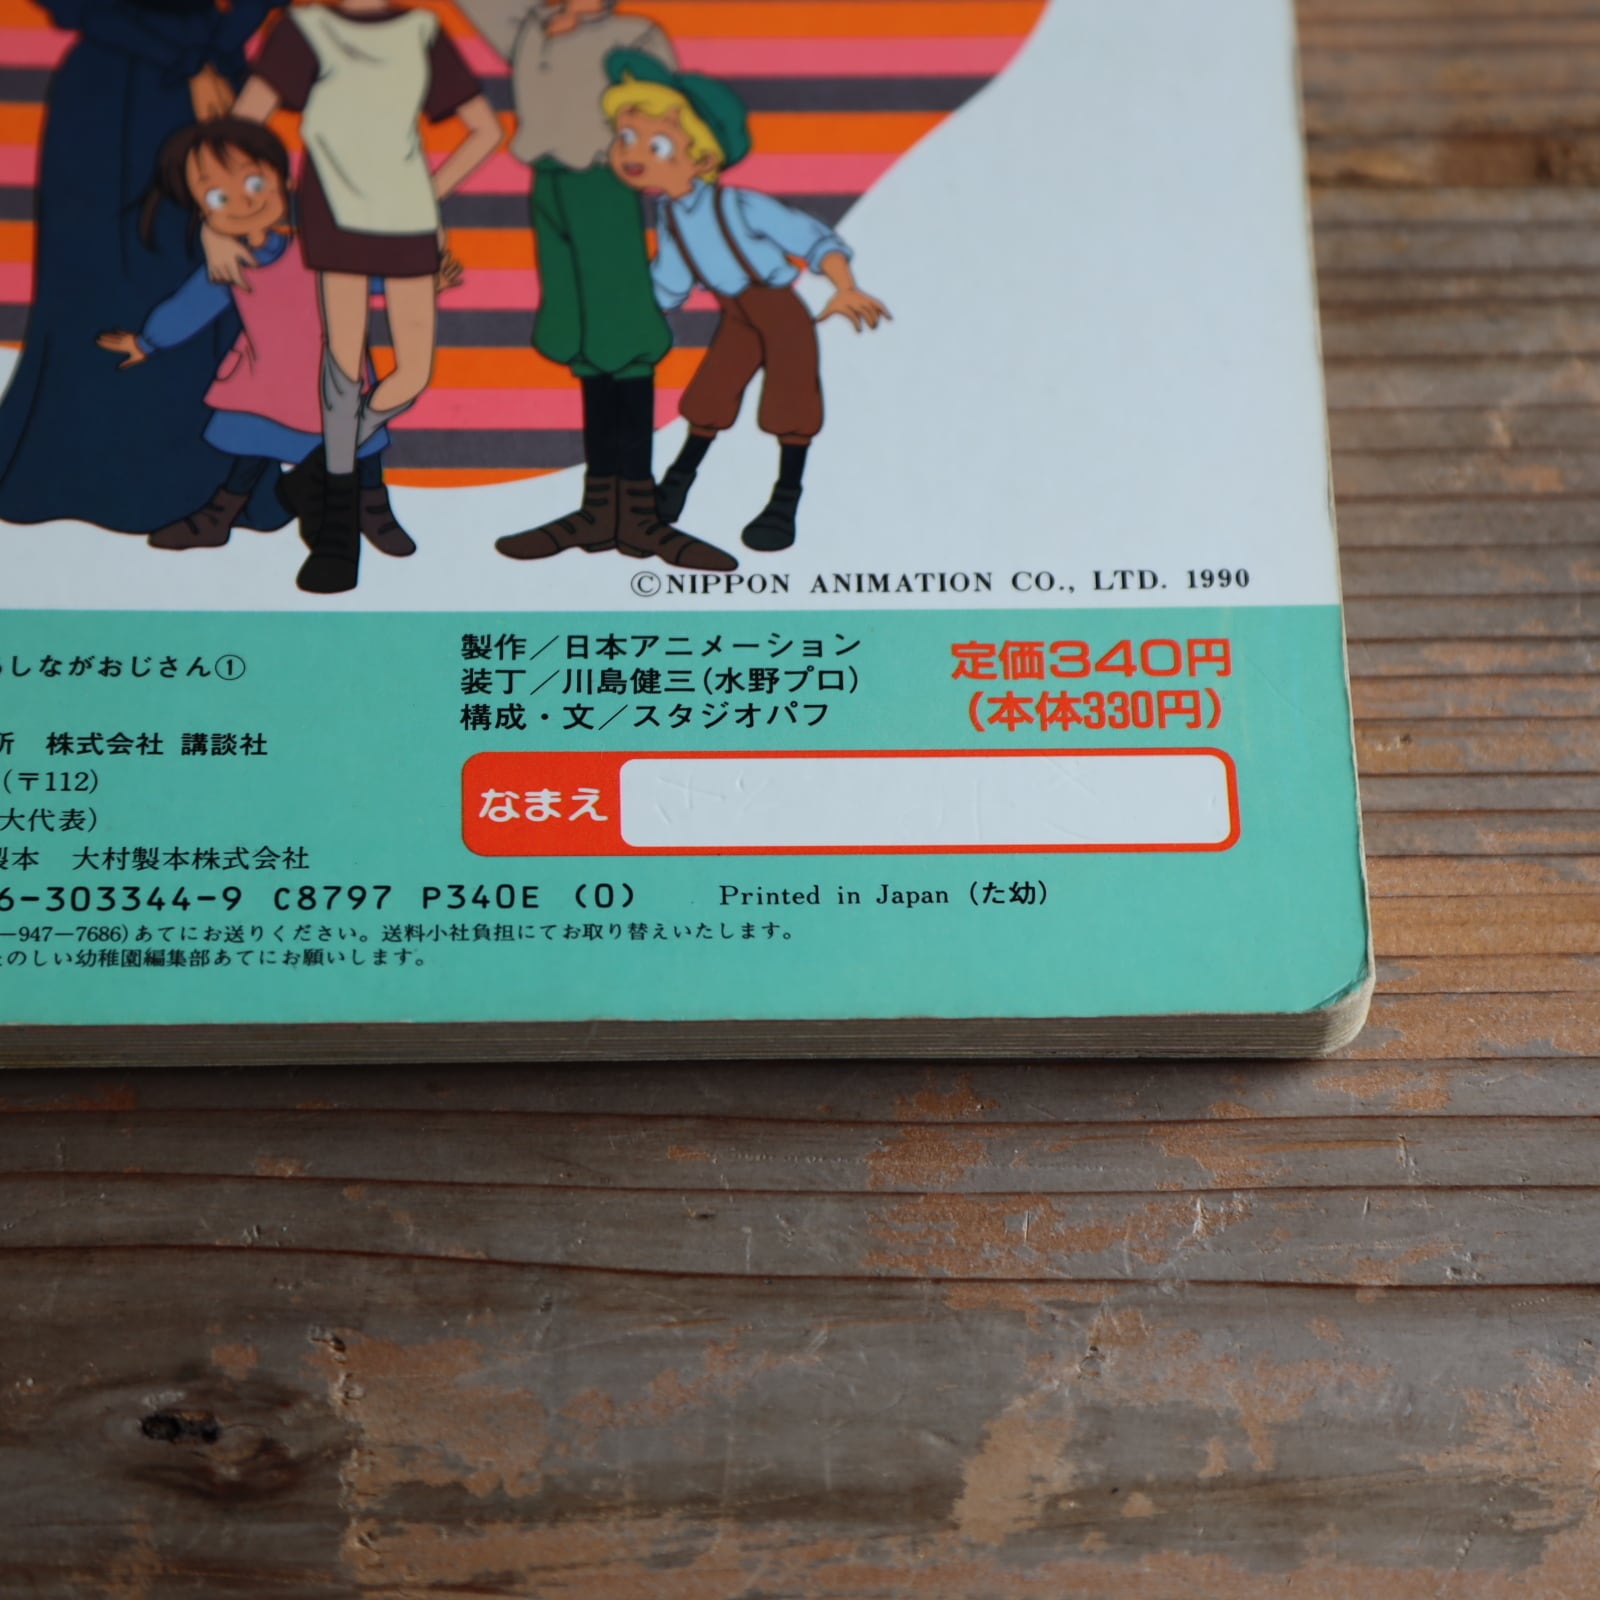 ©NIPPON ANIMATION CO., LTD. 1990
しながおじさん①
製作／日本アニメーション
装丁／川島健三(水野プロ)
構成・文／スタジオパフ
定価340円
(本体330円)
所 株式会社 講談社
(〒112)
大代表)
なまえ
製本 大村製本株式会社
6-303344-9 C8797 P340E (0)
Printed in Japan (た幼)
-947-7686)あてにお送りください。送料小社負担にてお取り替えいたします。
のしい幼稚園編集部あてにお願いします。